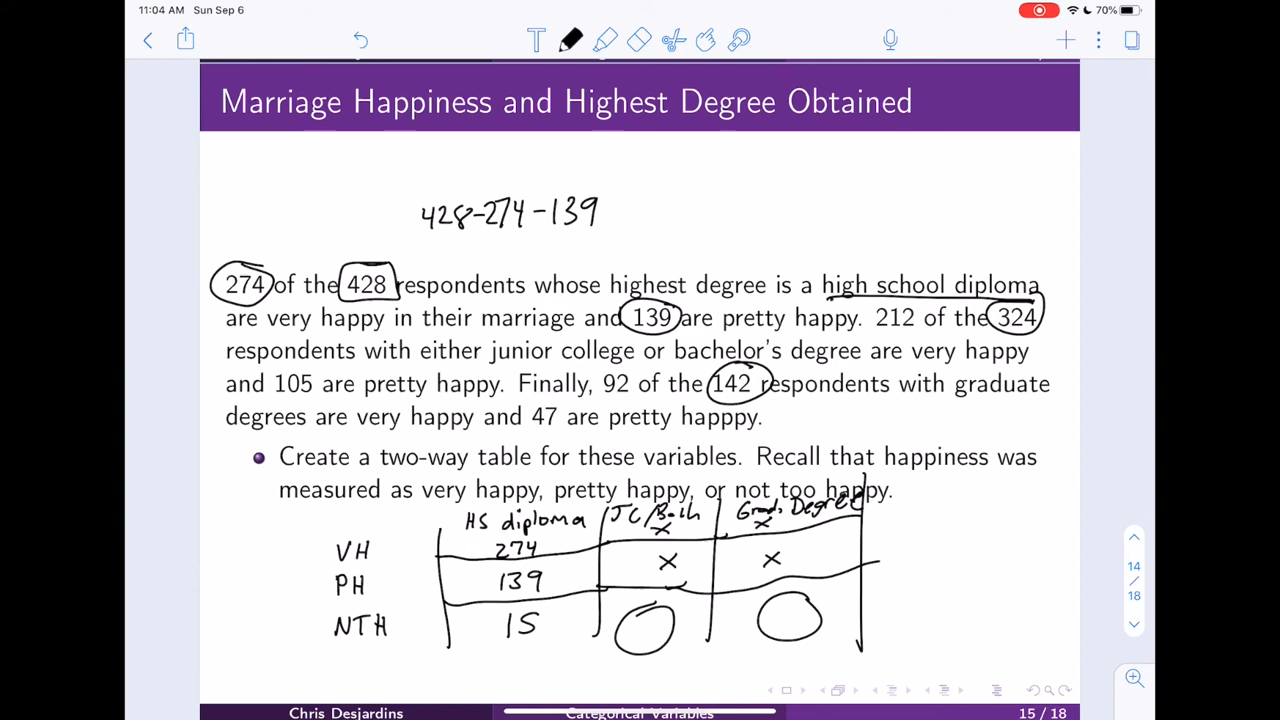 11:04 AM Sun Sep 6
70%
T
Marriage Happiness and Highest Degree Obtained
428-274-139
274 of the 428 respondents whose highest degree is a high school diploma
are very happy in their marriage and 139 are pretty happy. 212 of the 324
respondents with either junior college or bachelor's degree are very happy
and 105 are pretty happy. Finally, 92 of the 142 respondents with graduate
degrees are very happy and 47 are pretty happpy.
Create a two-way table for these variables. Recall that happiness was
measured as very happy, pretty happy, or not too happy.
HS diploma JC/Bach Grad. Degree
x x
VH 274 x x
PH 139
NTH 15
14
/
18
Chris Desjardins Categorical Variables 15 / 18